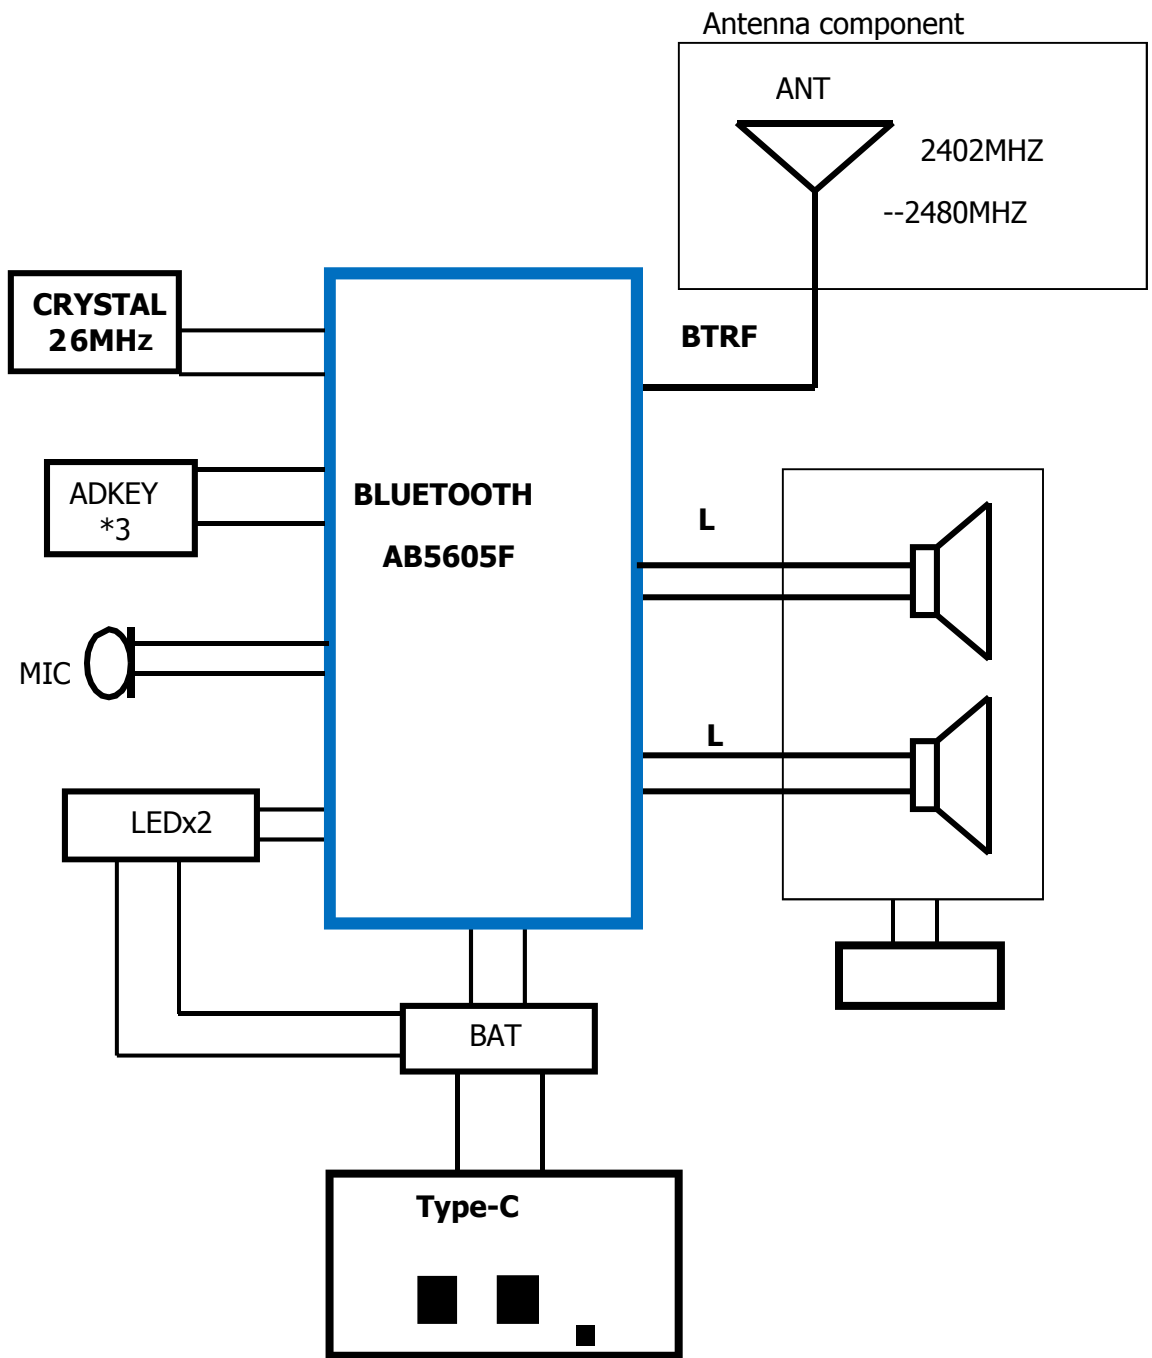 Antenna component
ANT
2402MHZ
--2480MHZ
CRYSTAL
26MHz
BTRF
ADKEY
*3
BLUETOOTH
AB5605F
L
MIC
L
LEDx2
BAT
Type-C